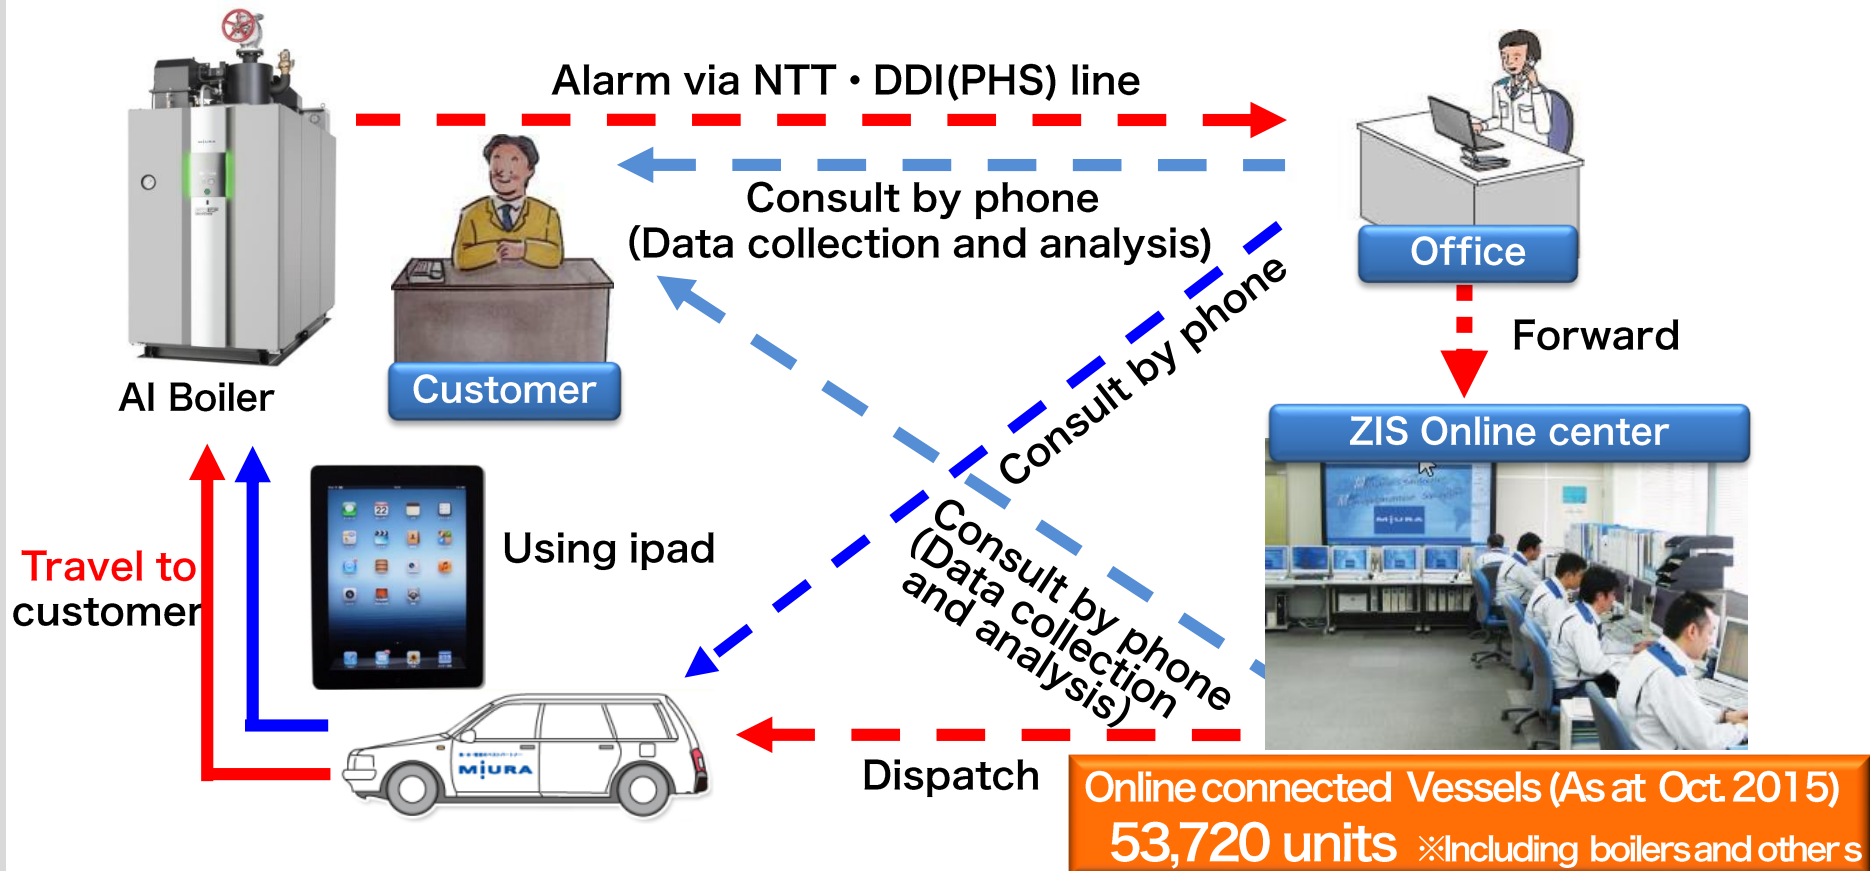 Alarm via NTT・DDI(PHS) line
Consult by phone
(Data collection and analysis)
Office
Consult by phone
Forward
AI Boiler
Customer
ZIS Online center
MIURA
Using ipad
Travel to
customer
Consult by phone
(Data collection
and analysis)
MIURA
Dispatch
Online connected Vessels (As at Oct. 2015)
53,720 units ※Including boilers and others